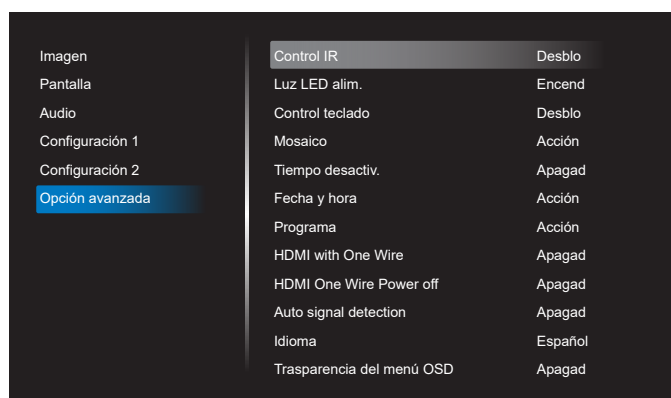 Imagen
Pantalla
Audio
Configuración 1
Configuración 2
Opción avanzada
Control IR Desblo
Luz LED alim. Encend
Control teclado Desblo
Mosaico Acción
Tiempo desactiv. Apagad
Fecha y hora Acción
Programa Acción
HDMI with One Wire Apagad
HDMI One Wire Power off Apagad
Auto signal detection Apagad
Idioma Español
Trasparencia del menú OSD Apagad